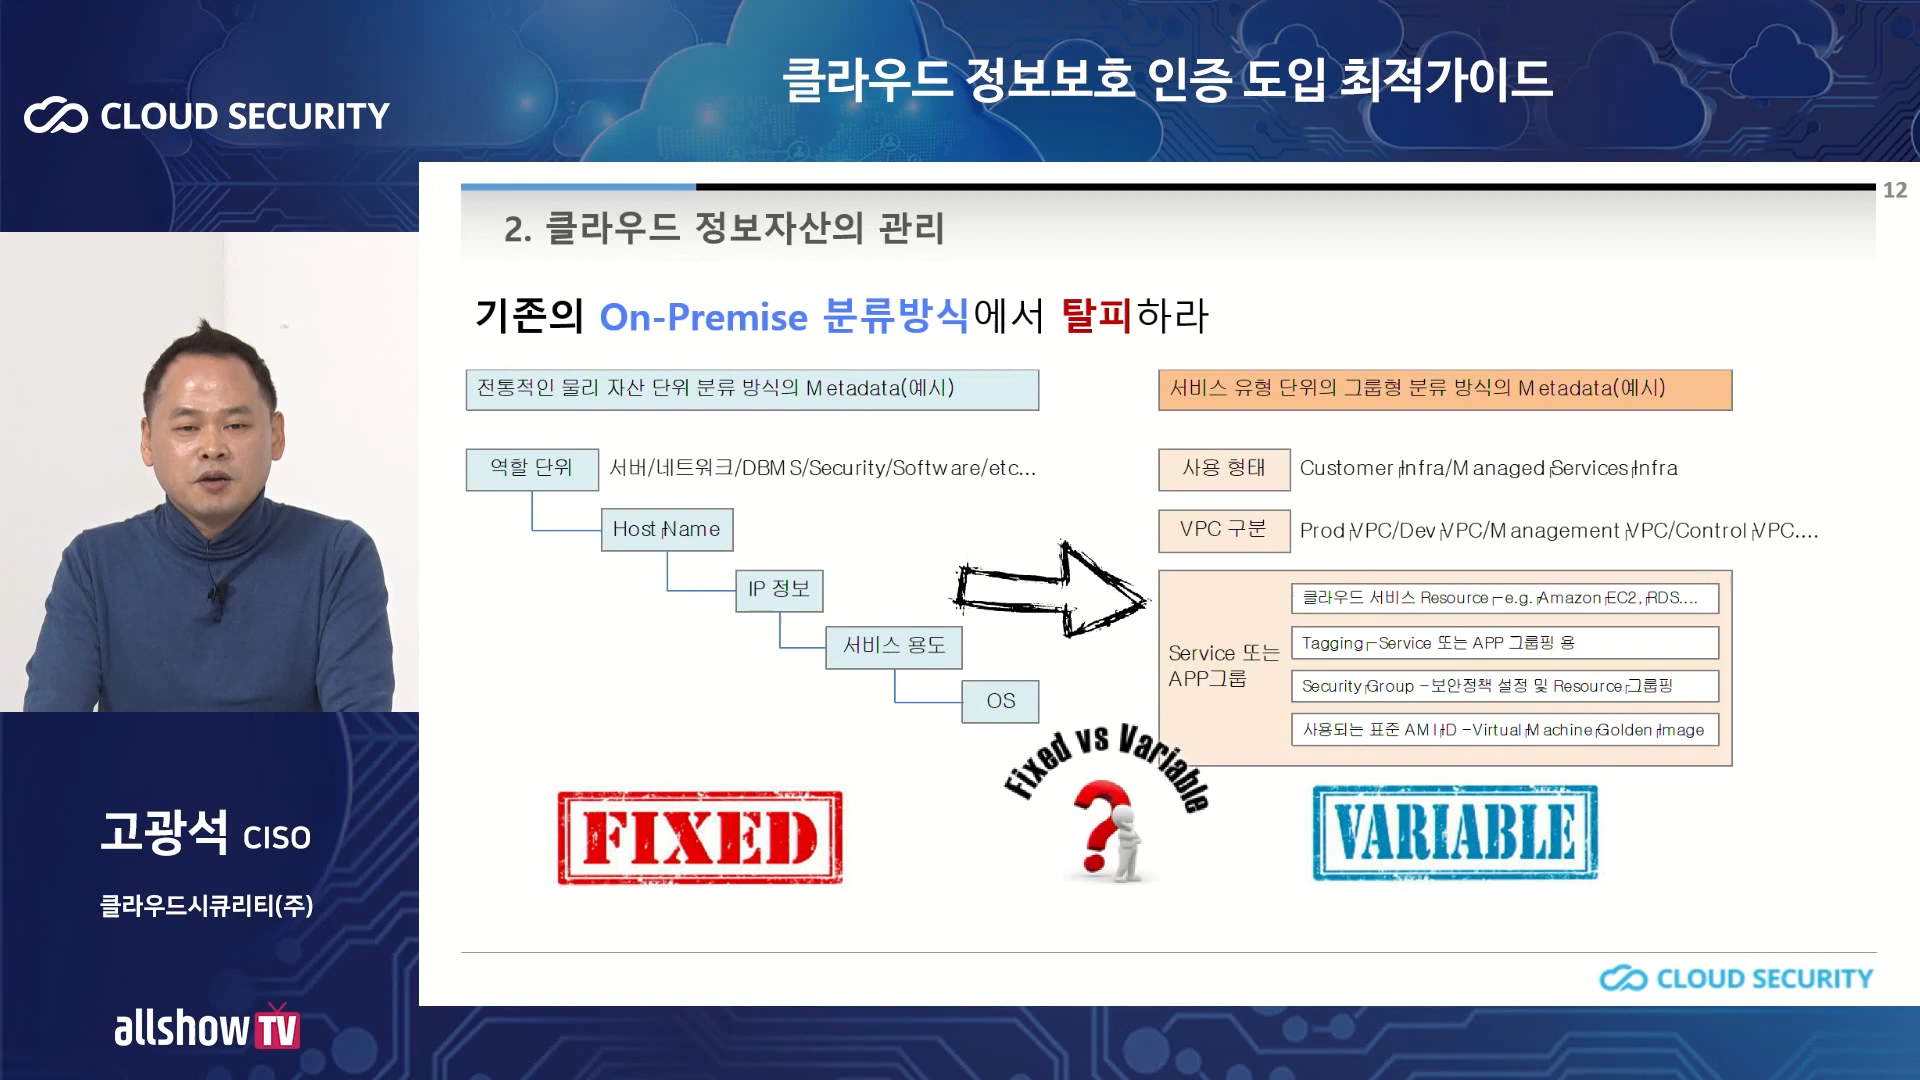 클라우드 정보보호 인증 도입 최적가이드
CLOUD SECURITY
12
2. 클라우드 정보자산의 관리
기존의 On-Premise 분류방식에서 탈피하라
전통적인 물리 자산 단위 분류 방식의 Metadata(예시)
역할 단위
서버/네트워크/DBMS/Security/Software/etc...
Host Name
IP 정보
서비스 용도
OS
서비스 유형 단위의 그룹형 분류 방식의 Metadata(예시)
사용 형태
Customer Infra/Managed Services Infra
VPC 구분
Prod VPC/Dev VPC/Management VPC/Control VPC....
Service 또는
APP그룹
클라우드 서비스 Resource – e.g. Amazon EC2, RDS....
Tagging – Service 또는 APP 그룹핑 용
Security Group – 보안정책 설정 및 Resource 그룹핑
사용되는 표준 AMI ID – Virtual Machine Golden Image
Fixed vs Variable
?
FIXED
VARIABLE
CLOUD SECURITY
고광석 CISO
클라우드시큐리티(주)
allshow TV